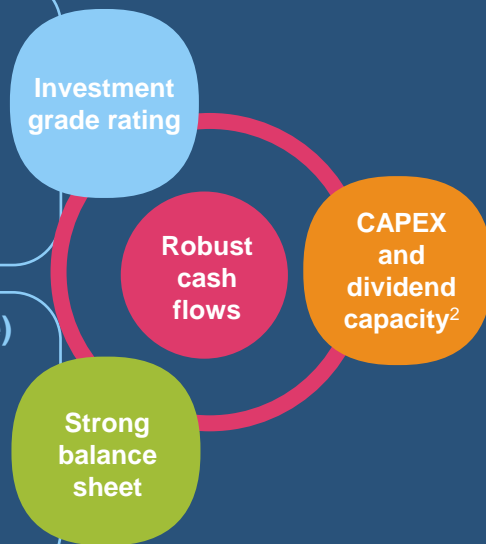 Investment
grade rating
Robust
cash
flows
CAPEX
and
dividend
capacity2
)
Strong
balance
sheet